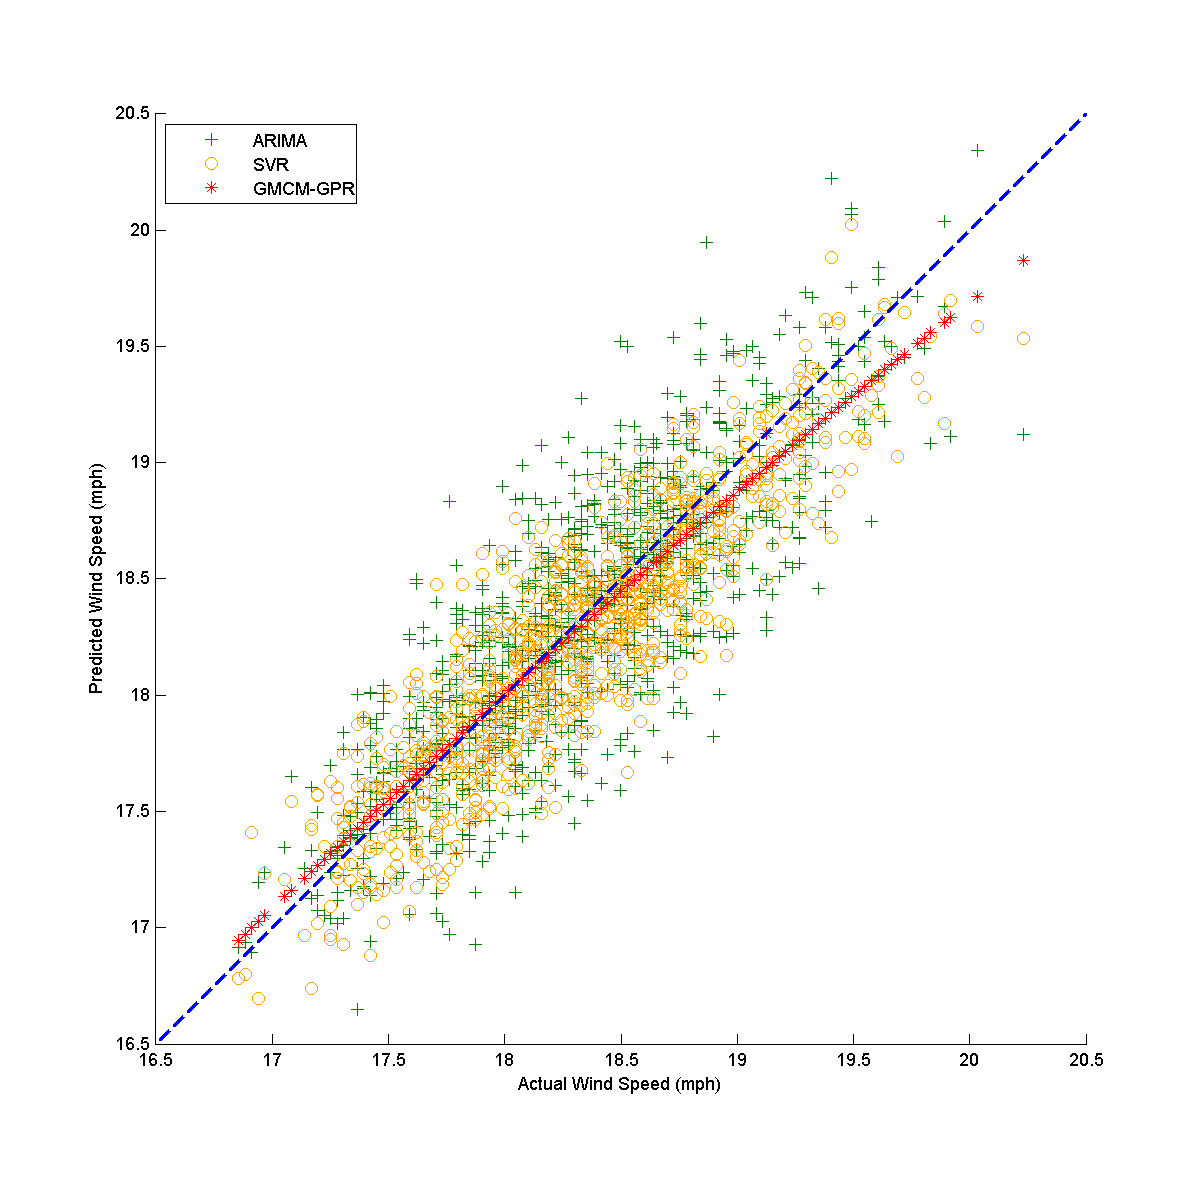 20.5
20
19.5
19
18.5
18
17.5
17
16.5
Predicted Wind Speed (mph)
ARIMA
SVR
GMCM-GPR
16.5 17 17.5 18 18.5 19 19.5 20 20.5
Actual Wind Speed (mph)